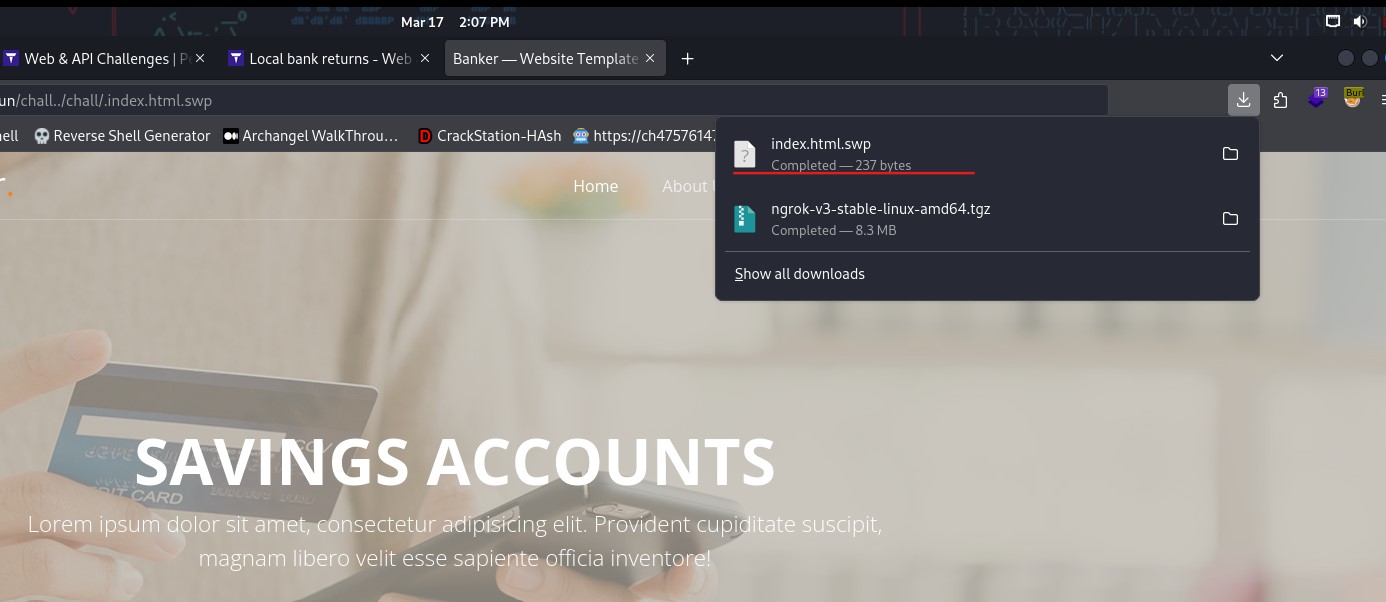 Mar 17 2:07 PM
Web & API Challenges | P
Local bank returns - Web
Banker — Website Template
un/chall../chall/.index.html.swp
13
Burl
ell
Reverse Shell Generator
Archangel WalkThrou…
CrackStation-HAsh
https://ch4757614
index.html.swp
Completed — 237 bytes
ngrok-v3-stable-linux-amd64.tgz
Completed — 8.3 MB
Show all downloads
r.
Home
About
SAVINGS ACCOUNTS
Lorem ipsum dolor sit amet, consectetur adipisicing elit. Provident cupiditate suscipit,
magnam libero velit esse sapiente officia inventore!